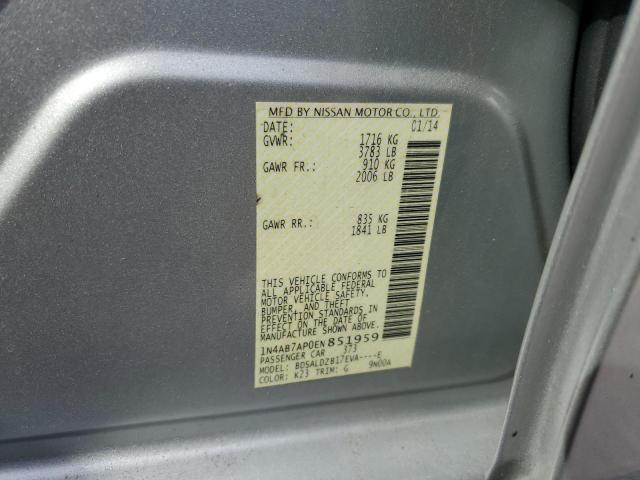 MFD BY NISSAN MOTOR CO., LTD.
DATE: 01/14
GVWR: 1716 KG
3783 LB
GAWR FR.: 910 KG
2006 LB
GAWR RR.: 835 KG
1841 LB
THIS VEHICLE CONFORMS TO
ALL APPLICABLE FEDERAL
MOTOR VEHICLE SAFETY,
BUMPER, AND THEFT
PREVENTION STANDARDS IN
EFFECT ON THE DATE OF
MANUFACTURE SHOWN ABOVE.
1N4AB7AP0EN851959
PASSENGER CAR 373
MODEL: BDSALDZB17EVA----E
COLOR: K23 TRIM: G 9N00A